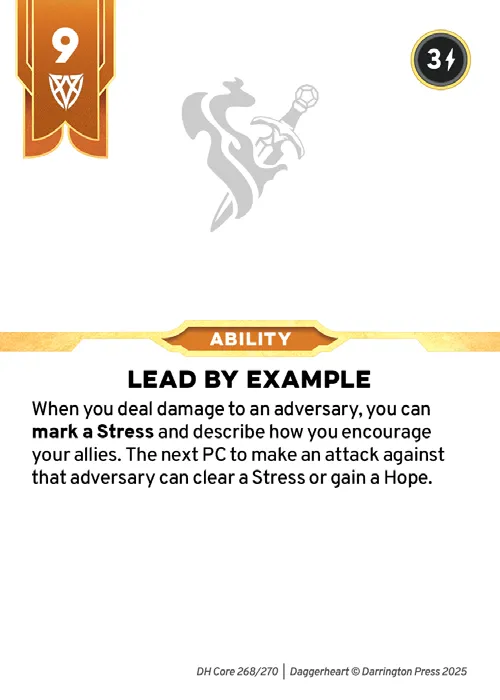 9
3
ABILITY
LEAD BY EXAMPLE
When you deal damage to an adversary, you can
mark a Stress and describe how you encourage
your allies. The next PC to make an attack against
that adversary can clear a Stress or gain a Hope.
DH Core 268/270 | Daggerheart © Darrington Press 2025